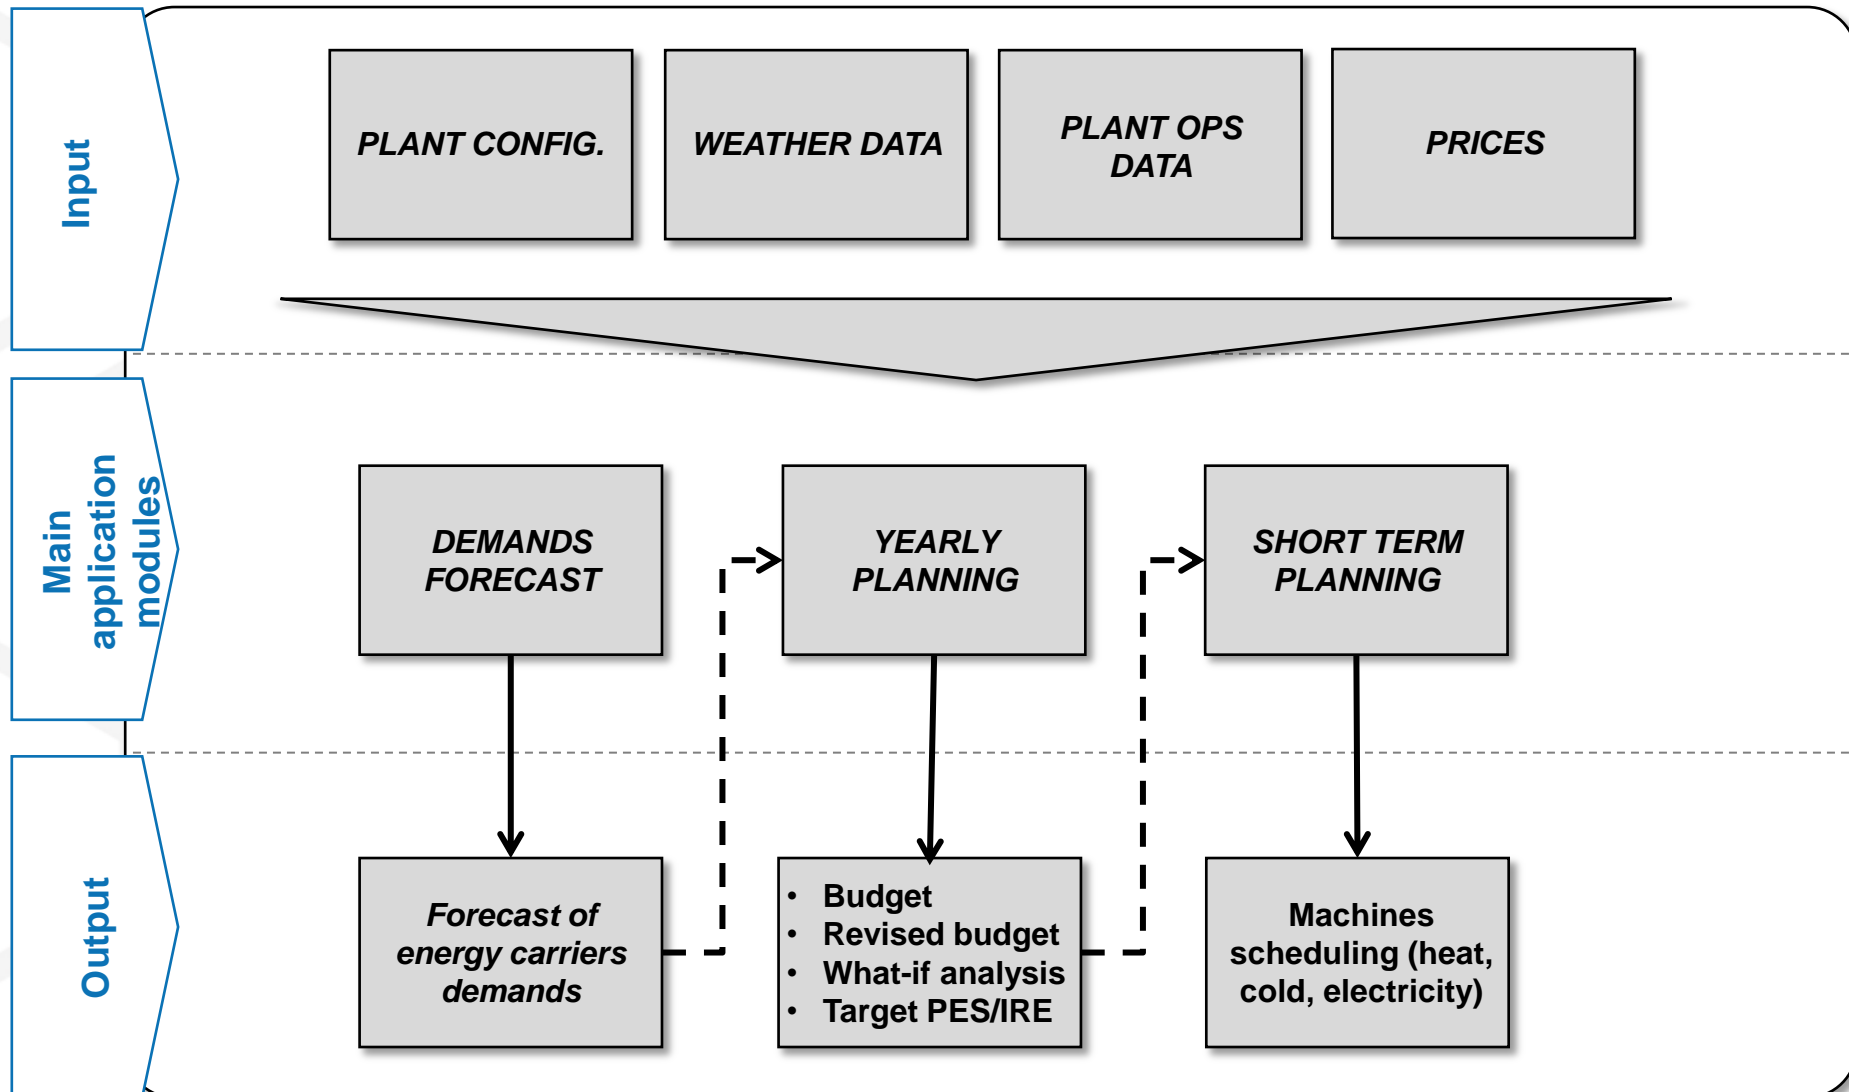 Input
PLANT CONFIG.
WEATHER DATA
PLANT OPS
DATA
PRICES
Main
application
modules
DEMANDS
FORECAST
YEARLY
PLANNING
SHORT TERM
PLANNING
Output
Forecast of
energy carriers
demands
• Budget
• Revised budget
• What-if analysis
• Target PES/IRE
Machines
scheduling (heat,
cold, electricity)